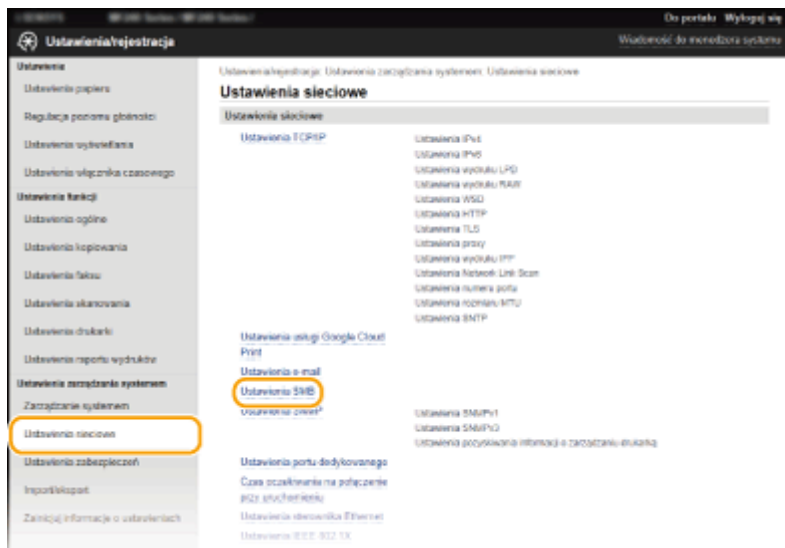 Do portalu Wyloguj się
Ustawienia/rejestracja
Wiadomość do menedżera systemu
Ustawienia
Ustawienia papieru
Regulacja poziomu głośności
Ustawienia wyświetlania
Ustawienia włącznika czasowego
Ustawienia funkcji
Ustawienia ogólne
Ustawienia kopiowania
Ustawienia faksu
Ustawienia skanowania
Ustawienia drukarki
Ustawienia raportu wydruków
Ustawienia zarządzania systemem
Zarządzanie systemem
Ustawienia sieciowe
Ustawienia zabezpieczeń
Import/eksport
Zainicjuj informacje o ustawieniach
Ustawienia/rejestracja: Ustawienia zarządzania systemem: Ustawienia sieciowe
Ustawienia sieciowe
Ustawienia sieciowe
Ustawienia TCP/IP
Ustawienia IPv4
Ustawienia IPv6
Ustawienia wydruku LPD
Ustawienia wydruku RAW
Ustawienia WSD
Ustawienia HTTP
Ustawienia TLS
Ustawienia proxy
Ustawienia wydruku IPP
Ustawienia Network Link Scan
Ustawienia numeru portu
Ustawienia rozmiaru MTU
Ustawienia SNTP
Ustawienia usługi Google Cloud
Print
Ustawienia e-mail
Ustawienia SMB
Ustawienia SNMP
Ustawienia SNMPv1
Ustawienia SNMPv3
Ustawienia pozyskiwania informacji o zarządzaniu drukarką
Ustawienia portu dedykowanego
Czas oczekiwania na połączenie
przy uruchomieniu
Ustawienia sterownika Ethernet
Ustawienia IEEE 802.1X